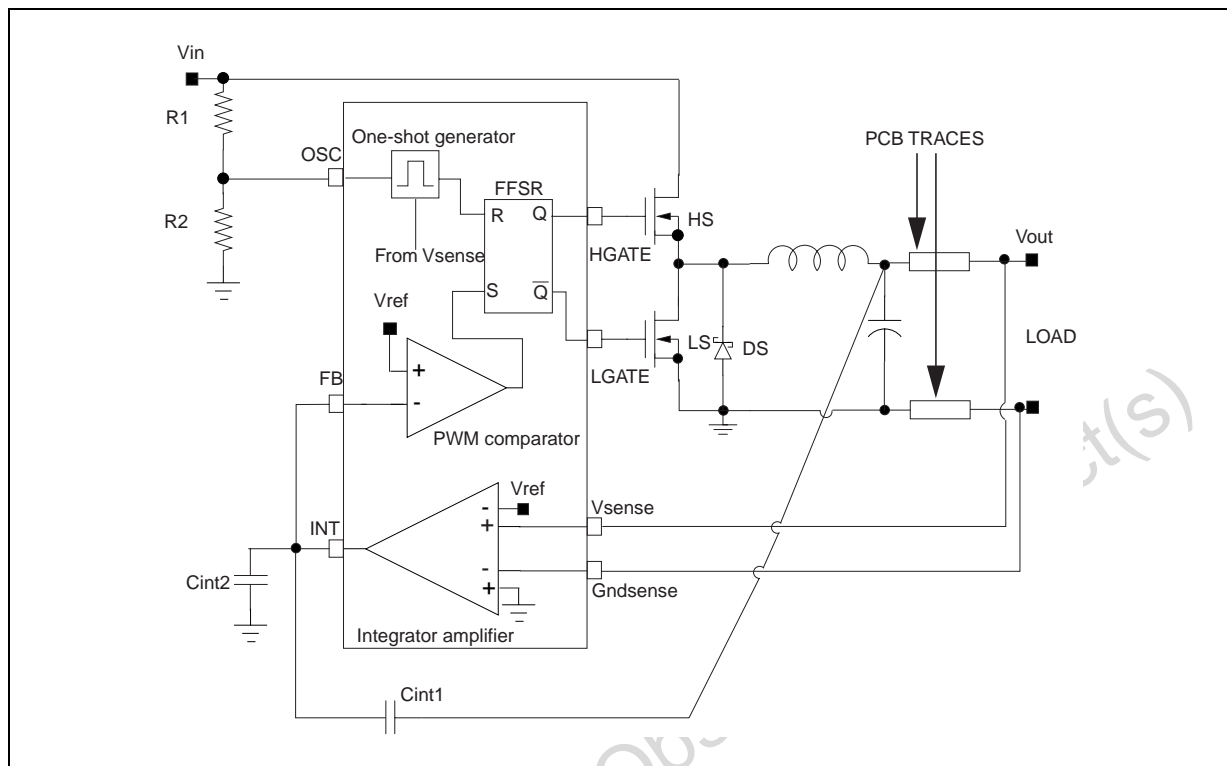 Vin
R1
One-shot generator
PCB TRACES
OSC
FFSR
R Q
HS
R2
Vout
From Vsense
HGATE
S Q
Vref
LS
DS
LOAD
FB
+
LGATE
-
PWM comparator
Vref
-
Vsense
INT
+
Cint2
-
Gndsense
+
Integrator amplifier
Cint1